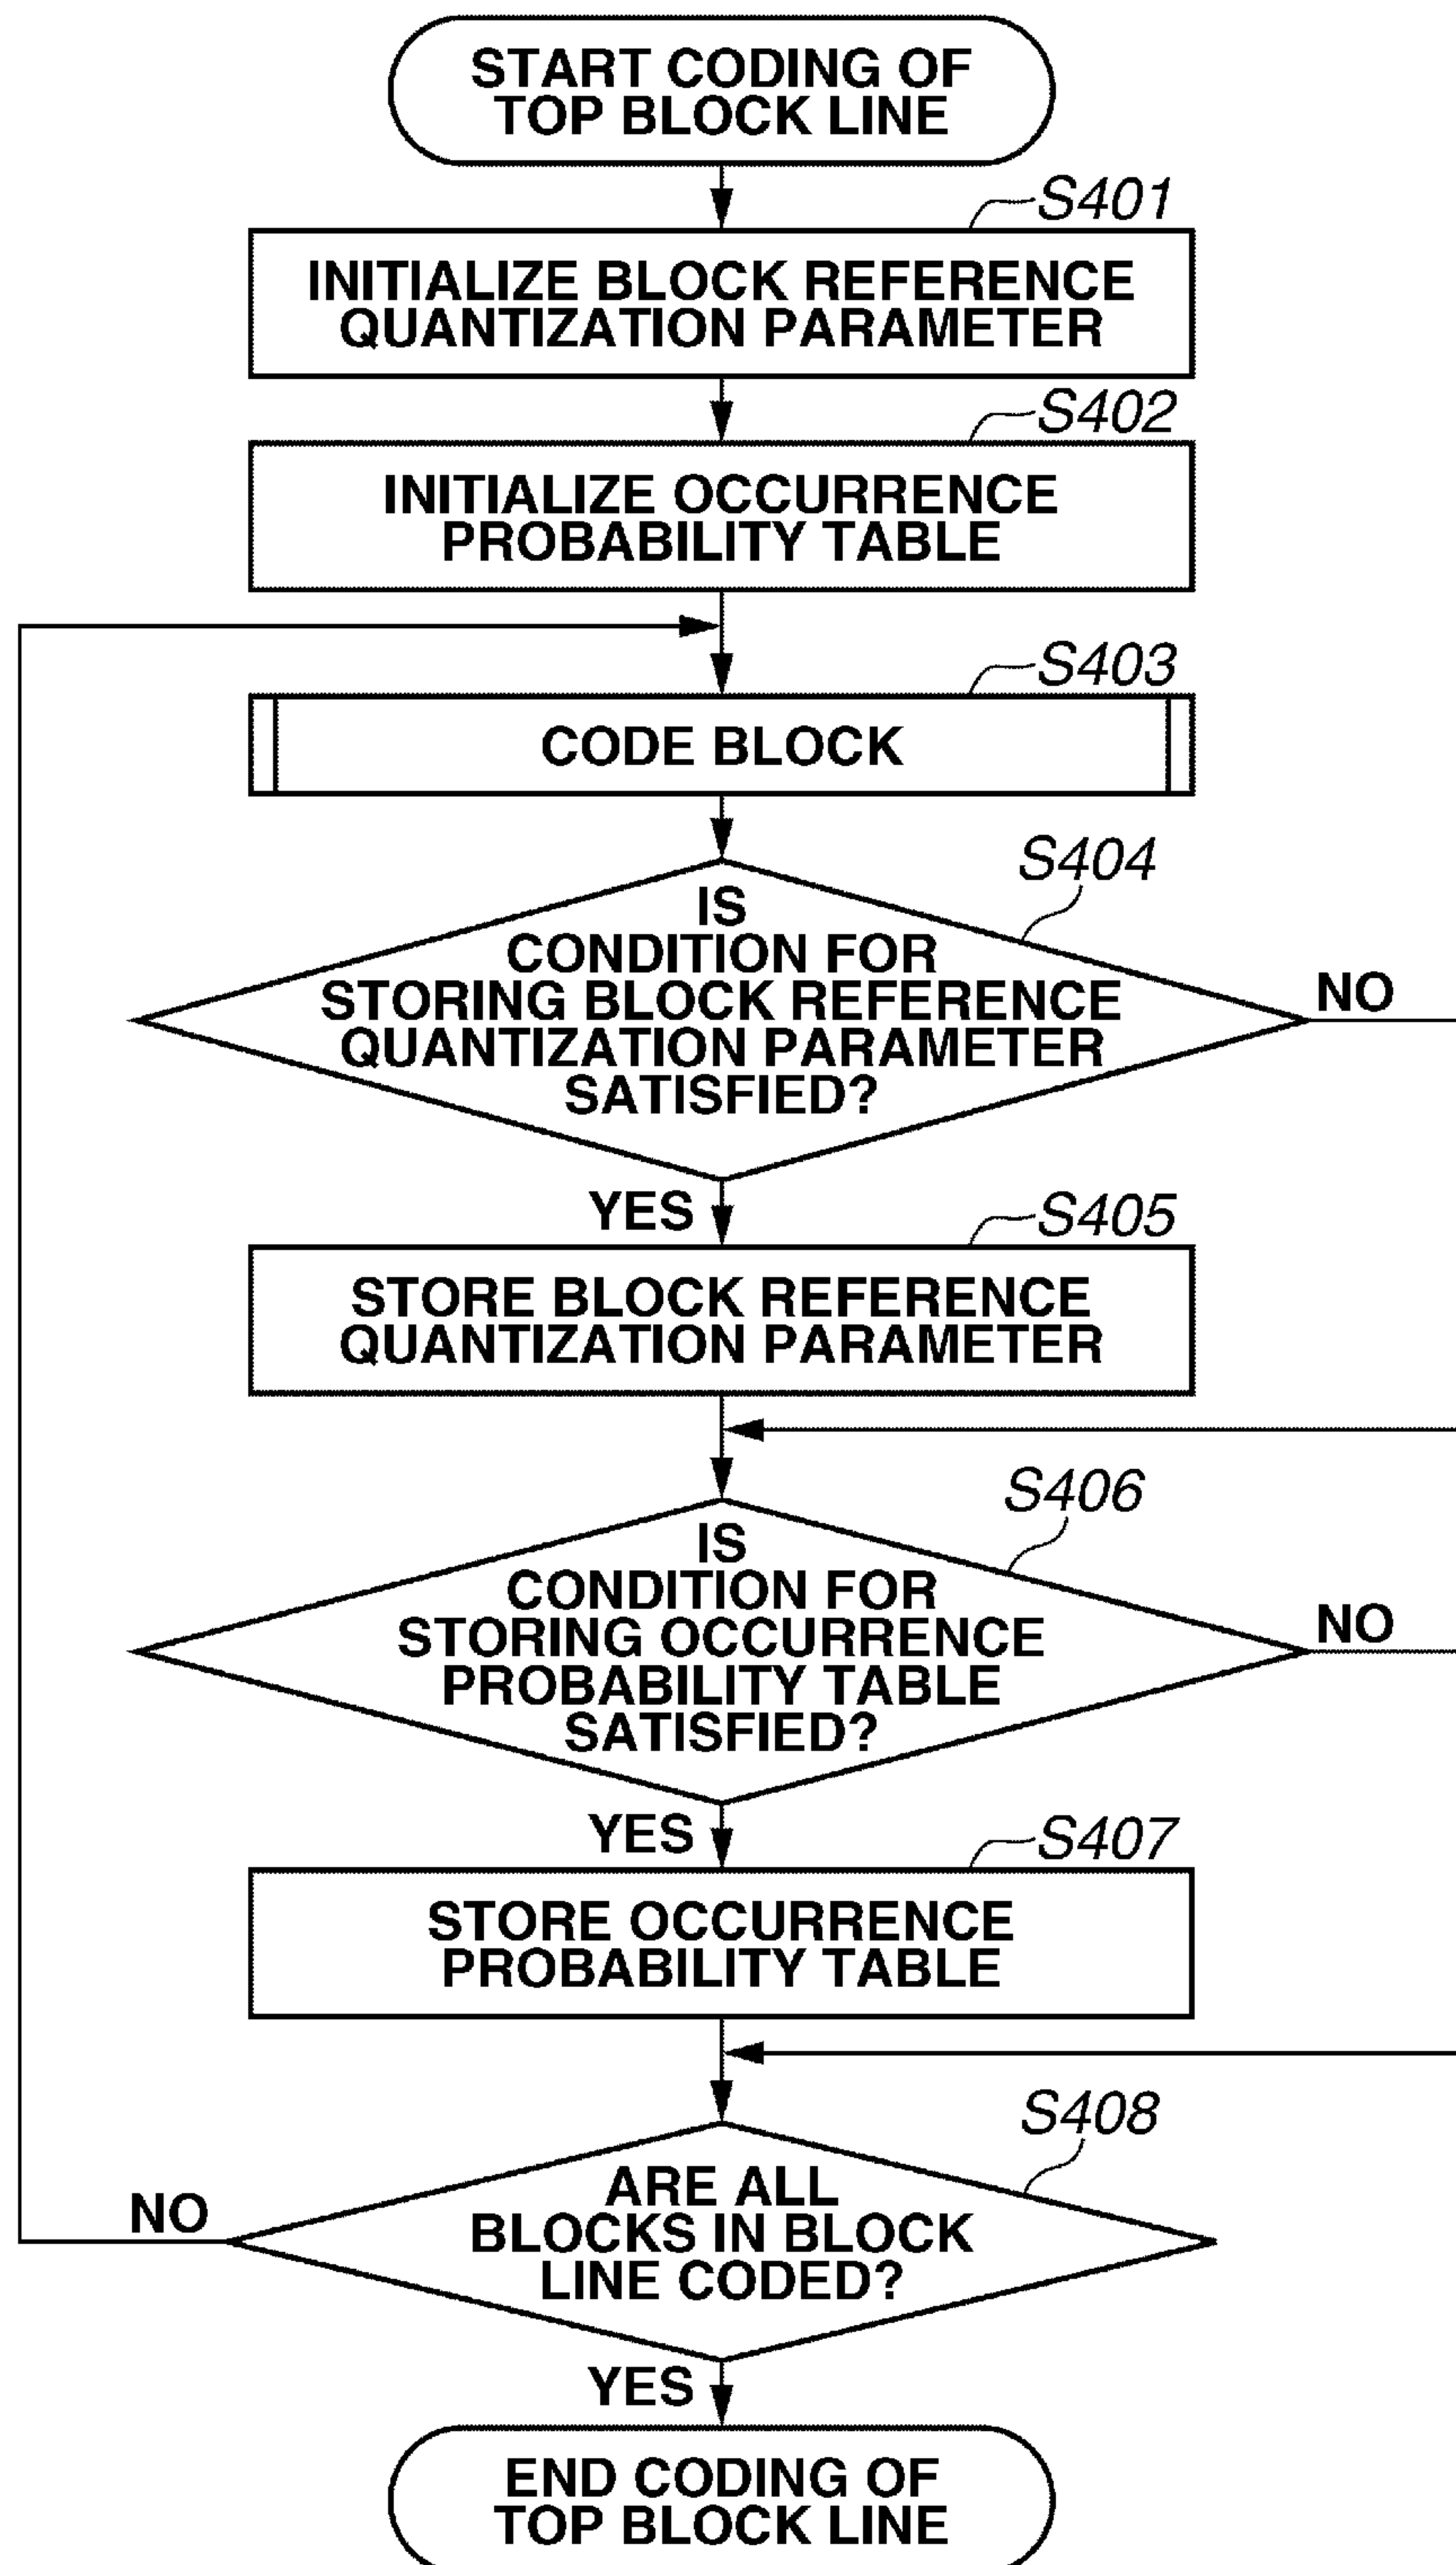 START CODING OF
TOP BLOCK LINE
S401
INITIALIZE BLOCK REFERENCE
QUANTIZATION PARAMETER
S402
INITIALIZE OCCURRENCE
PROBABILITY TABLE
S403
CODE BLOCK
S404
IS
CONDITION FOR
STORING BLOCK REFERENCE
QUANTIZATION PARAMETER
SATISFIED?
NO
YES
S405
STORE BLOCK REFERENCE
QUANTIZATION PARAMETER
S406
IS
CONDITION FOR
STORING OCCURRENCE
PROBABILITY TABLE
SATISFIED?
NO
YES
S407
STORE OCCURRENCE
PROBABILITY TABLE
S408
ARE ALL
BLOCKS IN BLOCK
LINE CODED?
NO
YES
END CODING OF
TOP BLOCK LINE